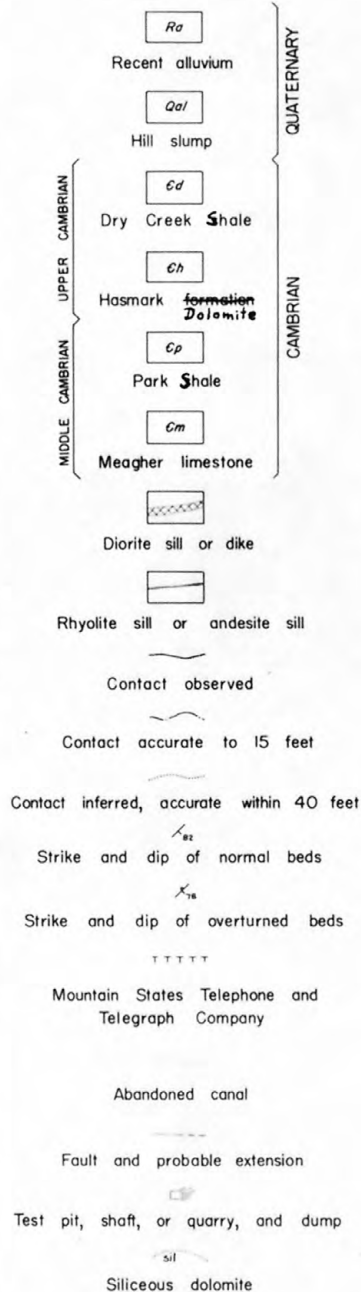 Ra
Recent alluvium
Qal
Hill slump
QUATERNARY
Єd
Dry Creek Shale
Єh
Hasmark formation
Dolomite
UPPER CAMBRIAN
Єp
Park Shale
Єm
Meagher limestone
MIDDLE CAMBRIAN
CAMBRIAN
Diorite sill or dike
Rhyolite sill or andesite sill
Contact observed
Contact accurate to 15 feet
Contact inferred, accurate within 40 feet
82
Strike and dip of normal beds
76
Strike and dip of overturned beds
T T T T T
Mountain States Telephone and
Telegraph Company
Abandoned canal
Fault and probable extension
Test pit, shaft, or quarry, and dump
sil
Siliceous dolomite